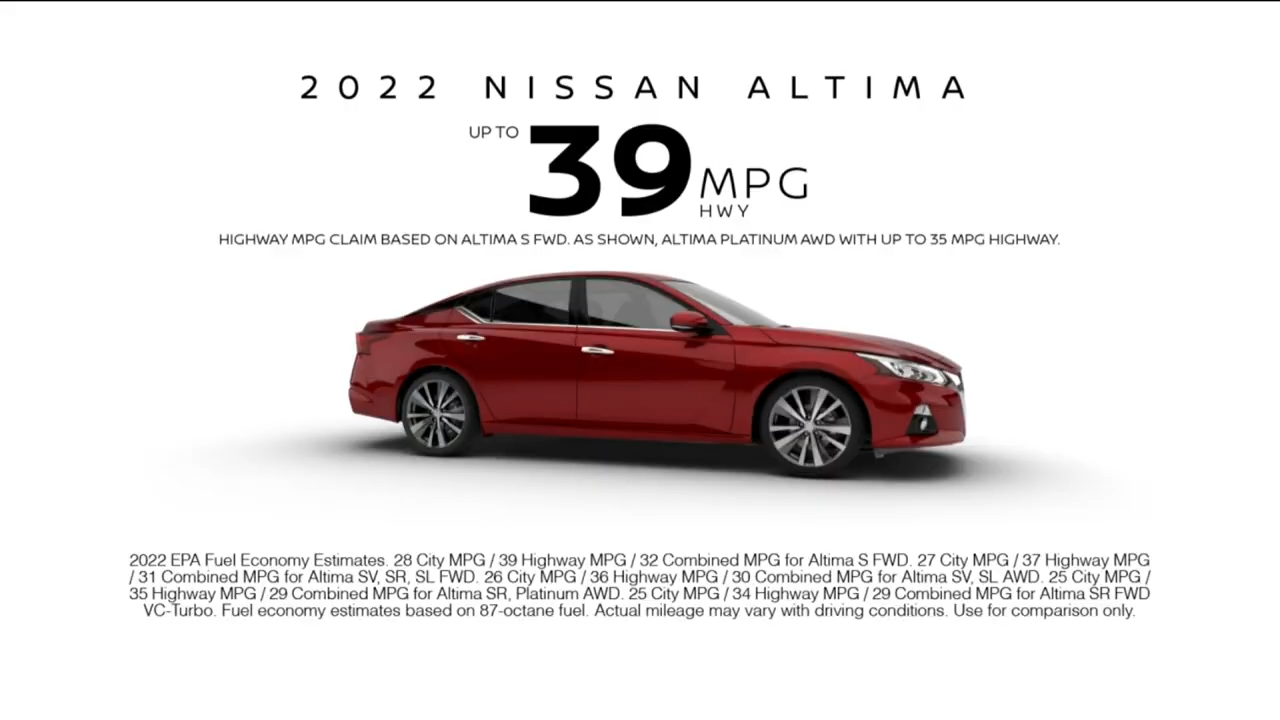 2022 NISSAN ALTIMA
UP TO 39 MPG
HWY
HIGHWAY MPG CLAIM BASED ON ALTIMA S FWD. AS SHOWN, ALTIMA PLATINUM AWD WITH UP TO 35 MPG HIGHWAY.
2022 EPA Fuel Economy Estimates. 28 City MPG / 39 Highway MPG / 32 Combined MPG for Altima S FWD. 27 City MPG / 37 Highway MPG
/ 31 Combined MPG for Altima SV, SR, SL FWD. 26 City MPG / 36 Highway MPG / 30 Combined MPG for Altima SV, SL AWD. 25 City MPG /
35 Highway MPG / 29 Combined MPG for Altima SR, Platinum AWD. 25 City MPG / 34 Highway MPG / 29 Combined MPG for Altima SR FWD
VC-Turbo. Fuel economy estimates based on 87-octane fuel. Actual mileage may vary with driving conditions. Use for comparison only.